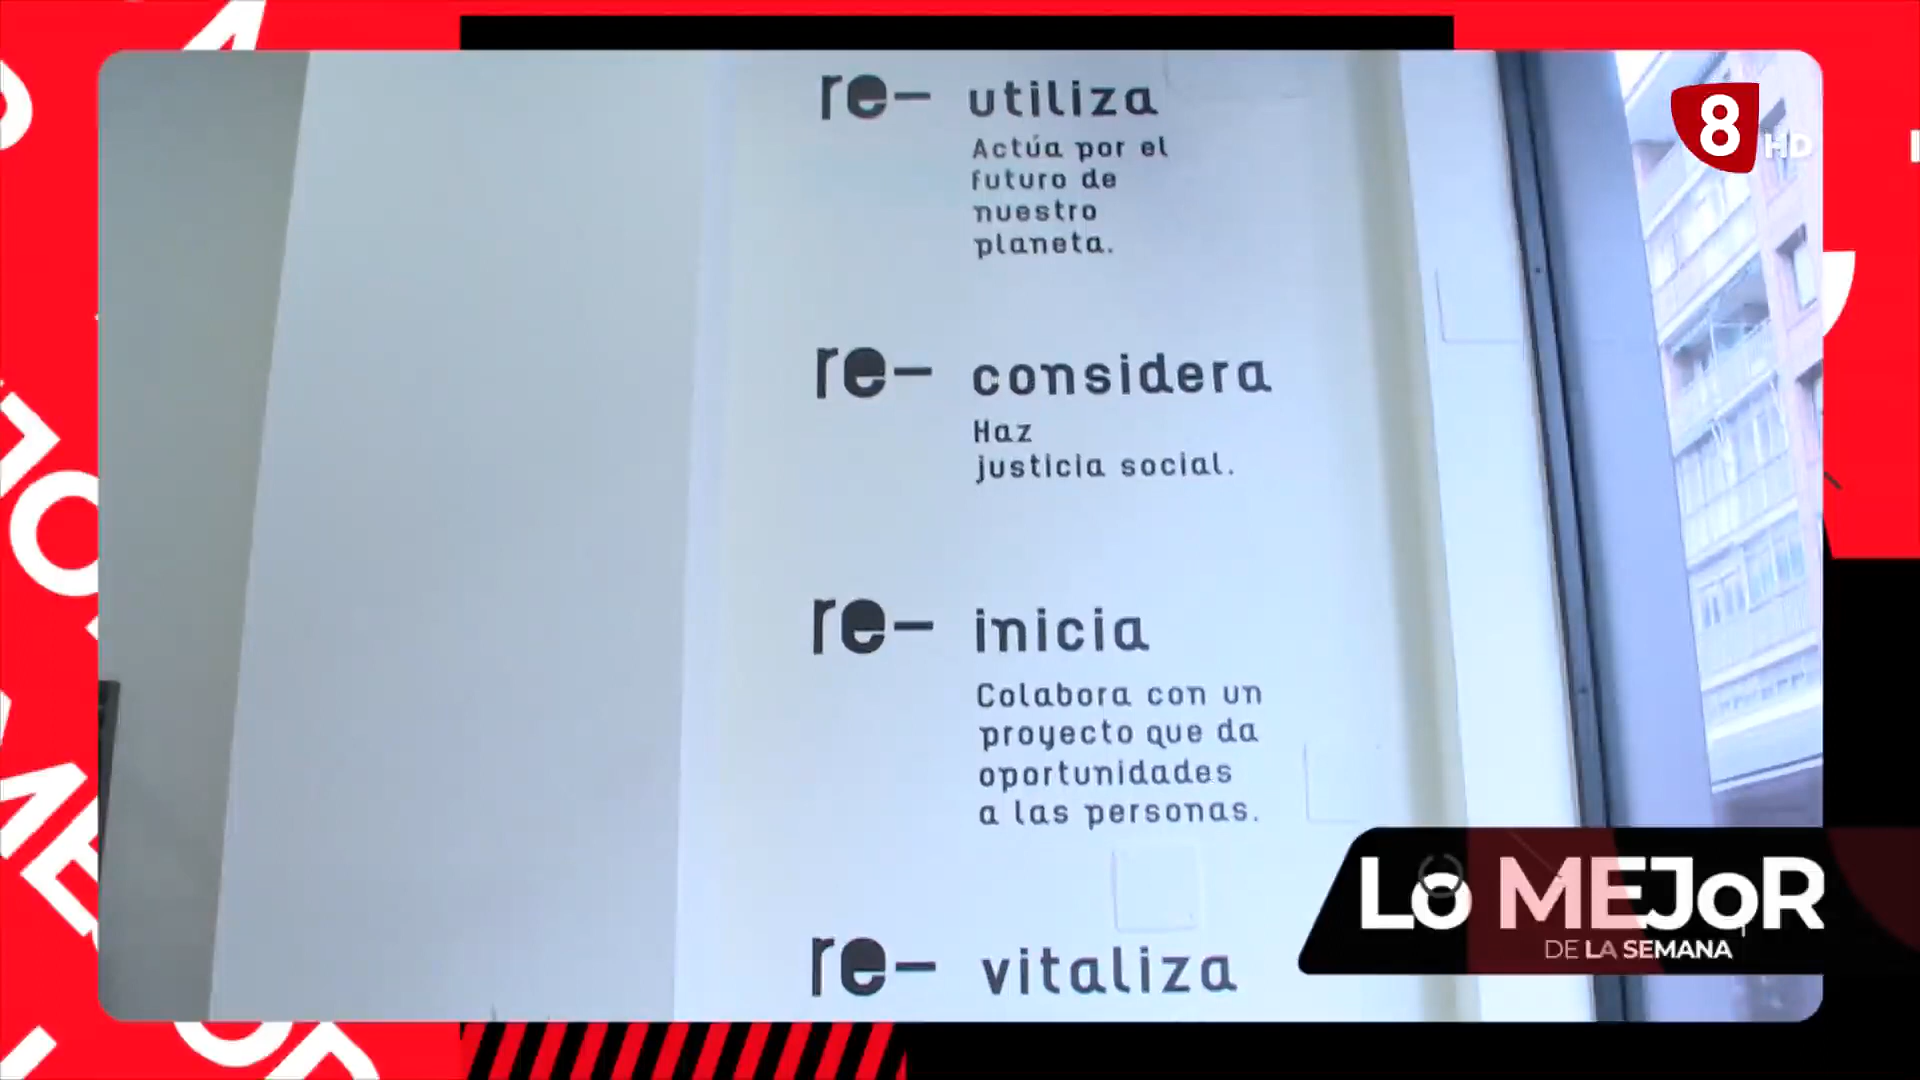 re- utiliza
Actúa por el
futuro de
nuestro
planeta.
re- considera
Haz
justicia social.
re- inicia
Colabora con un
proyecto que da
oportunidades
a las personas.
re- vitaliza
8 HD
LO MEJoR
DE LA SEMANA